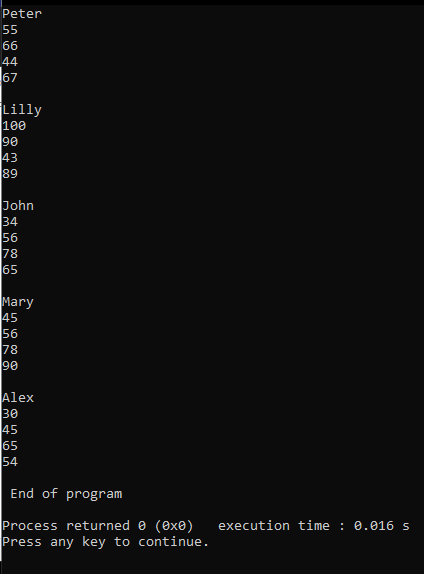 Peter
55
66
44
67
Lilly
100
90
43
89
John
34
56
78
65
Mary
45
56
78
90
Alex
30
45
65
54
End of program
Process returned 0 (0x0)   execution time : 0.016 s
Press any key to continue.